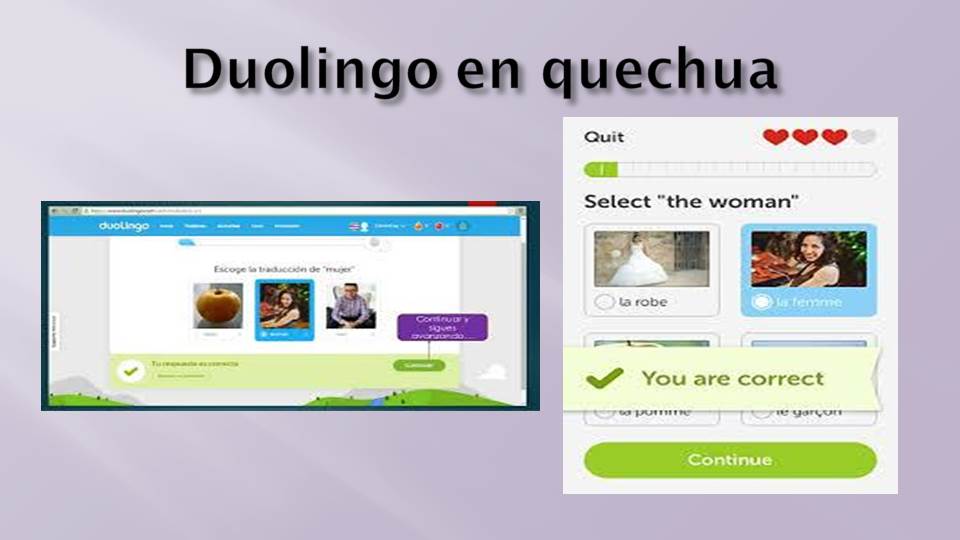 Duolingo en quechua
duolingo
Escoge la traducción de "mujer"
Continuar y
sigues
avanzando...
Tu respuesta es correcta
Continuar
Quit
Select "the woman"
la robe
la femme
You are correct
la pomme
le garçon
Continue